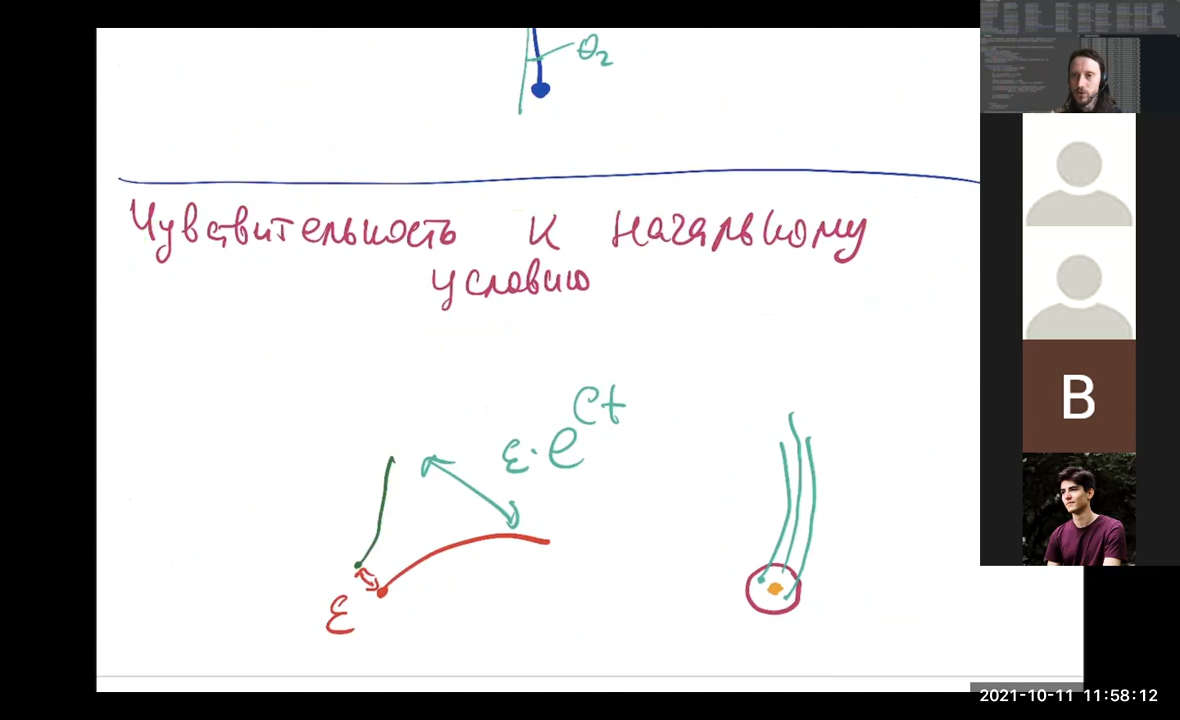 θ₂
Чувствительность к начальному
условию
ε·e^{Ct}
ε
B
2021-10-11 11:58:12